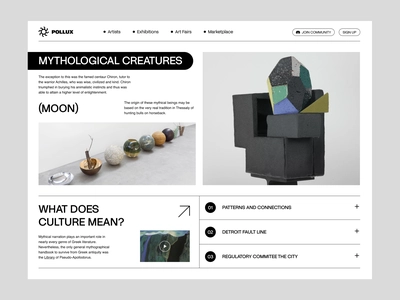 POLLUX
Artists
Exhibitions
Art Fairs
Marketplace
JOIN COMMUNITY
SIGN UP
MYTHOLOGICAL CREATURES
The exception to this was the famed centaur Chiron, tutor to
the warrior Achilles, who was wise, civilized and kind. Chiron
triumphed in burying his animalistic instincts and thus was
able to attain a higher level of enlightenment.
(MOON)
The origin of these mythical beings may be
based on the very real tradition in Thessaly of
hunting bulls on horseback.
WHAT DOES
CULTURE MEAN?
Mythical narration plays an important role in
nearly every genre of Greek literature.
Nevertheless, the only general mythographical
handbook to survive from Greek antiquity was
the Library of Pseudo-Apollodorus.
01 PATTERNS AND CONNECTIONS +
02 DETROIT FAULT LINE +
03 REGULATORY COMMITEE THE CITY +